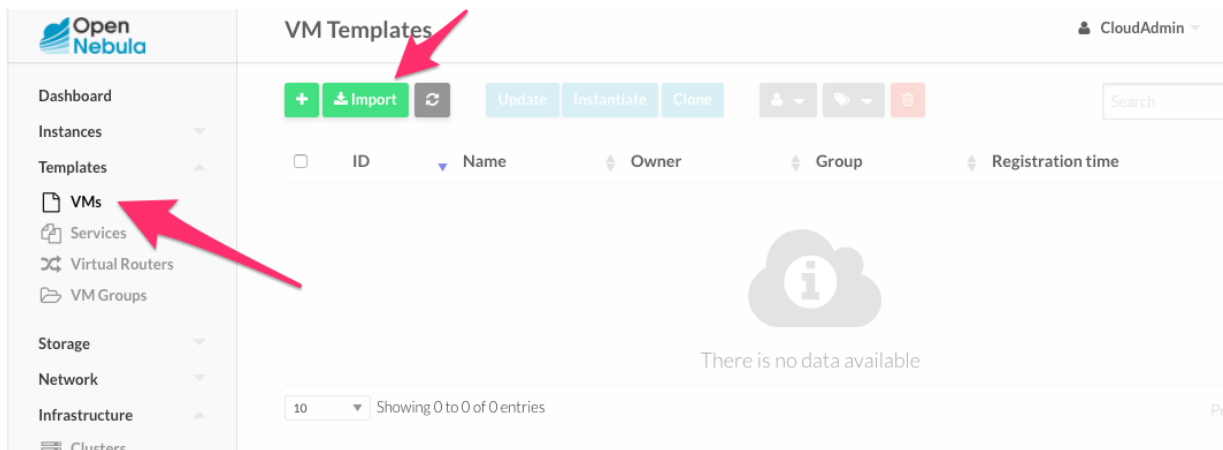 Open
Nebula
VM Templates
CloudAdmin
Dashboard
Instances
Templates
VMs
Services
Virtual Routers
VM Groups
Storage
Network
Infrastructure
Clusters
+ Import
Update Instantiate Clone
Search
ID Name Owner Group Registration time
There is no data available
10 Showing 0 to 0 of 0 entries